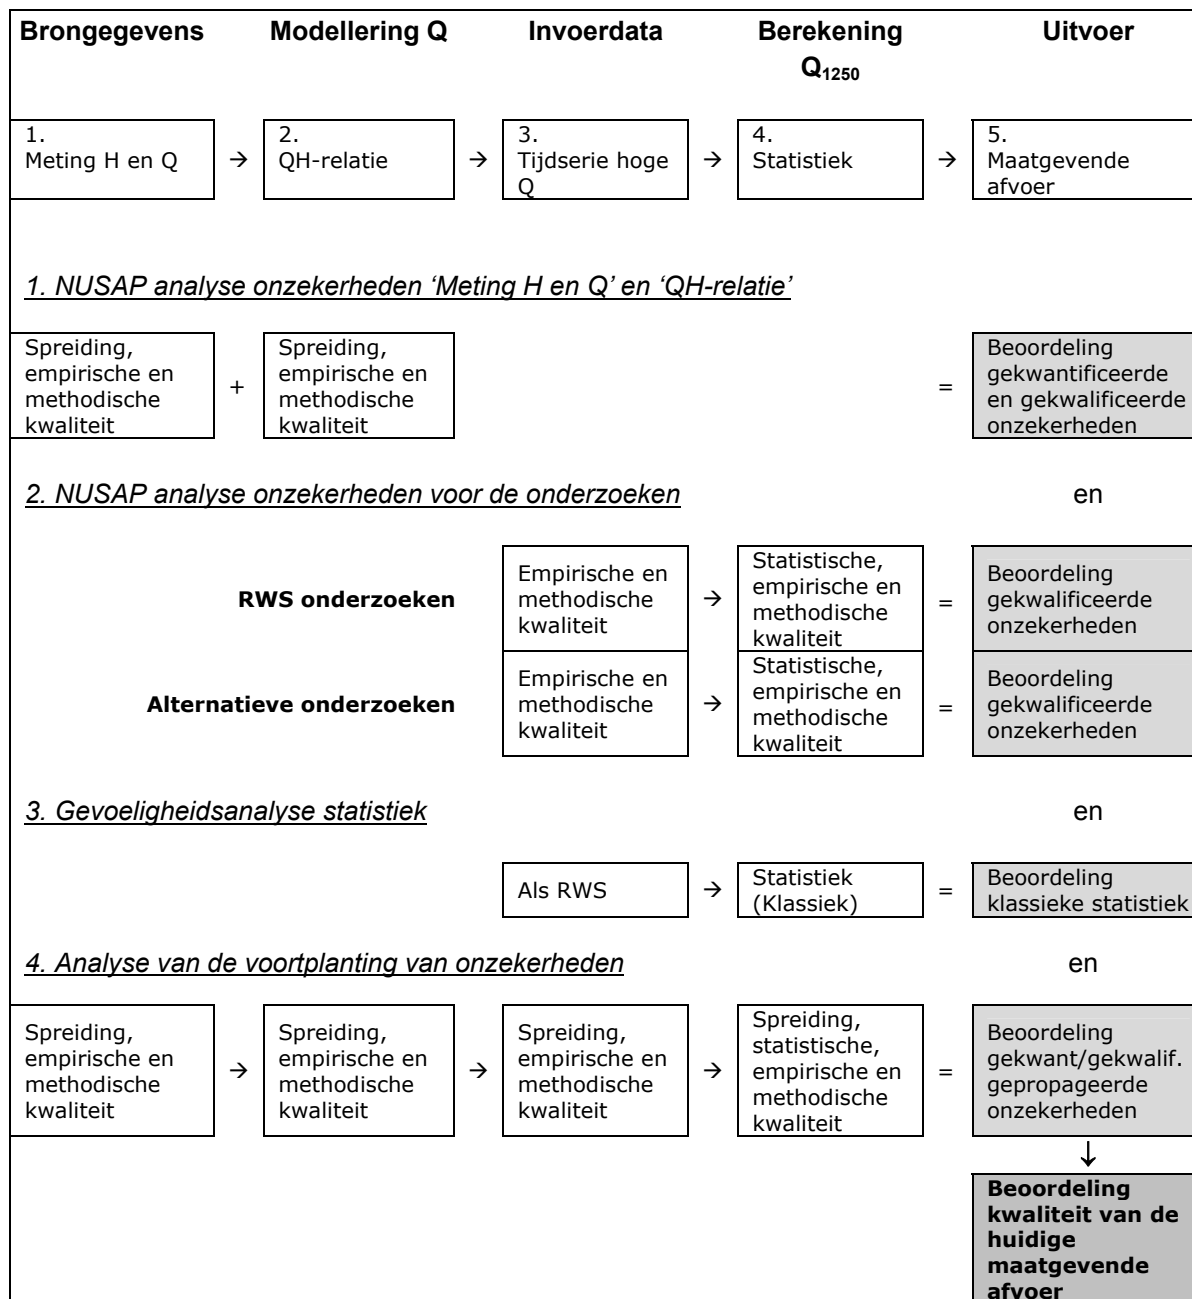 Brongegevens Modellering Q Invoerdata Berekening Uitvoer
Q1250
1. 2. 3. 4. 5.
Meting H en Q → QH-relatie → Tijdserie hoge → Statistiek → Maatgevende
Q afvoer
1. NUSAP analyse onzekerheden ‘Meting H en Q’ en ‘QH-relatie’
Spreiding,
empirische en
methodische
kwaliteit
+
Spreiding,
empirische en
methodische
kwaliteit
=
Beoordeling
gekwantificeerde
en gekwalificeerde
onzekerheden
2. NUSAP analyse onzekerheden voor de onderzoeken en
RWS onderzoeken
Empirische en
methodische
kwaliteit
→
Statistische,
empirische en
methodische
kwaliteit
=
Beoordeling
gekwalificeerde
onzekerheden
Alternatieve onderzoeken
Empirische en
methodische
kwaliteit
→
Statistische,
empirische en
methodische
kwaliteit
=
Beoordeling
gekwalificeerde
onzekerheden
3. Gevoeligheidsanalyse statistiek en
Als RWS
→
Statistiek
(Klassiek)
=
Beoordeling
klassieke statistiek
4. Analyse van de voortplanting van onzekerheden en
Spreiding,
empirische en
methodische
kwaliteit
→
Spreiding,
empirische en
methodische
kwaliteit
→
Spreiding,
empirische en
methodische
kwaliteit
→
Spreiding,
statistische,
empirische en
methodische
kwaliteit
=
Beoordeling
gekwant/gekwalif.
gepropageerde
onzekerheden
↓
Beoordeling
kwaliteit van de
huidige
maatgevende
afvoer